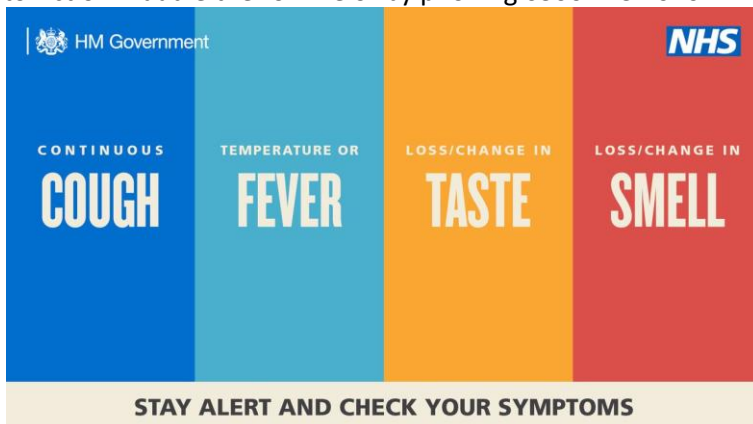 HM Government
NHS
CONTINUOUS
COUGH
TEMPERATURE OR
FEVER
LOSS/CHANGE IN
TASTE
LOSS/CHANGE IN
SMELL
STAY ALERT AND CHECK YOUR SYMPTOMS